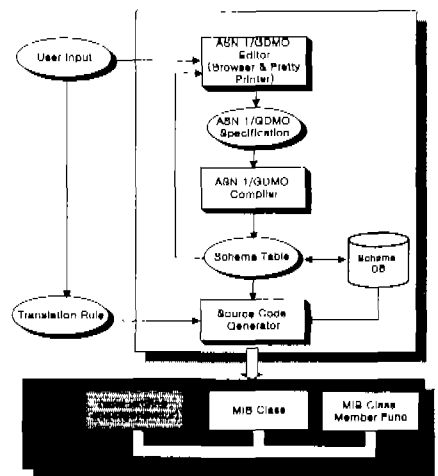 User Input
ASN 1/GDMO
Editor
(Browser & Pretty
Printer)
ASN 1/GDMO
Specification
ASN 1/GDMO
Compiler
Schema Table
Schema
DB
Translation Rule
Source Code
Generator
MIB Class
MIB Class
Member Func